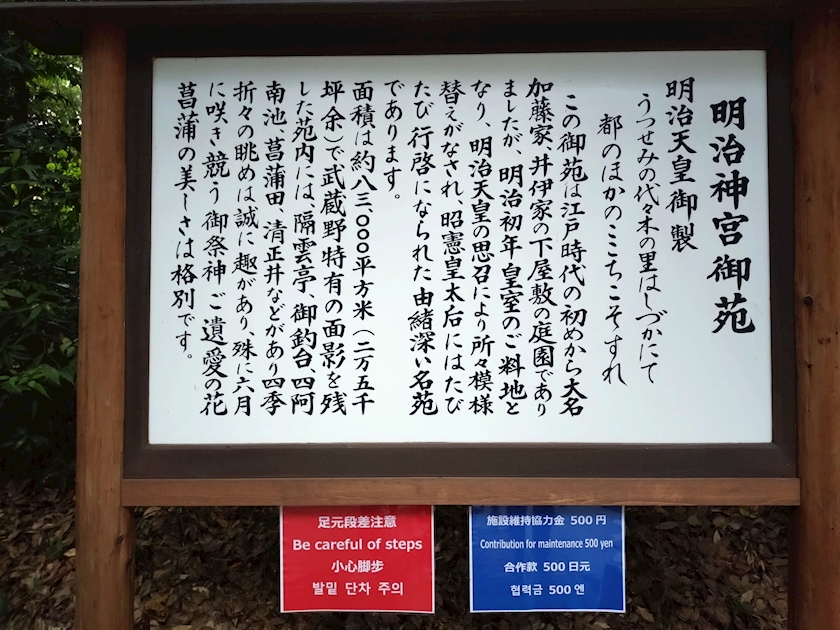 明治神宮御苑
明治天皇御製
うつせみの代々木の里はしづかにて
都のほかのこゝちこそすれ
この御苑は江戸時代の初めから大名
加藤家、井伊家の下屋敷の庭園であり
ましたが、明治初年皇室のご料地と
なり、明治天皇の思召により所々模様
替えがなされ、昭憲皇太后にはたび
たび行啓になられた由緒深い名苑
であります。
面積は約八三、〇〇〇平方米（二万五千
坪余）で武蔵野特有の面影を残
した苑内には、隔雲亭、御釣台、四阿
南池、菖蒲田、清正井などがあり四季
折々の眺めは誠に趣があり、殊に六月
に咲き競う御祭神ご遺愛の花
菖蒲の美しさは格別です。
足元段差注意
Be careful of steps
小心脚步
발밑 단차 주의
施設維持協力金 500円
Contribution for maintenance 500 yen
合作款 500日元
협력금 500엔